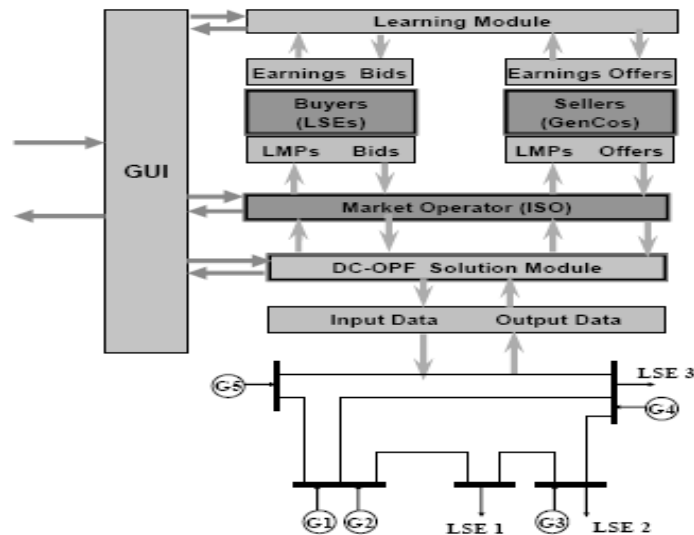 Learning Module
Earnings Bids
Earnings Offers
Buyers
(LSEs)
Sellers
(GenCos)
LMPs Bids
LMPs Offers
GUI
Market Operator (ISO)
DC-OPF Solution Module
Input Data Output Data
G5
LSE 3
G4
G1
G2
LSE 1
G3
LSE 2